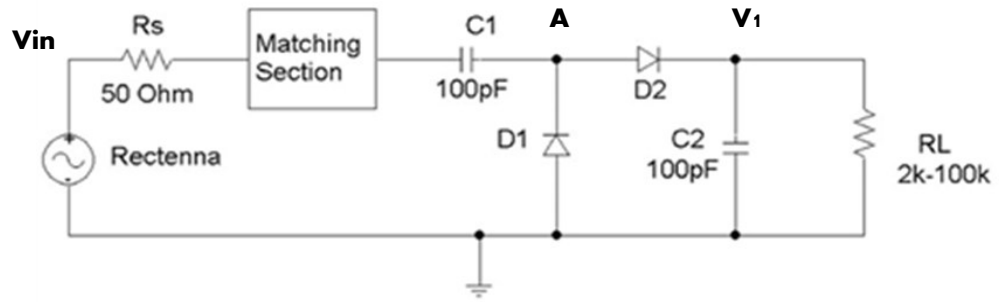 Vin
Rs
50 Ohm
Matching
Section
C1
100pF
A
V1
D1
D2
C2
100pF
RL
2k-100k
Rectenna
+
-